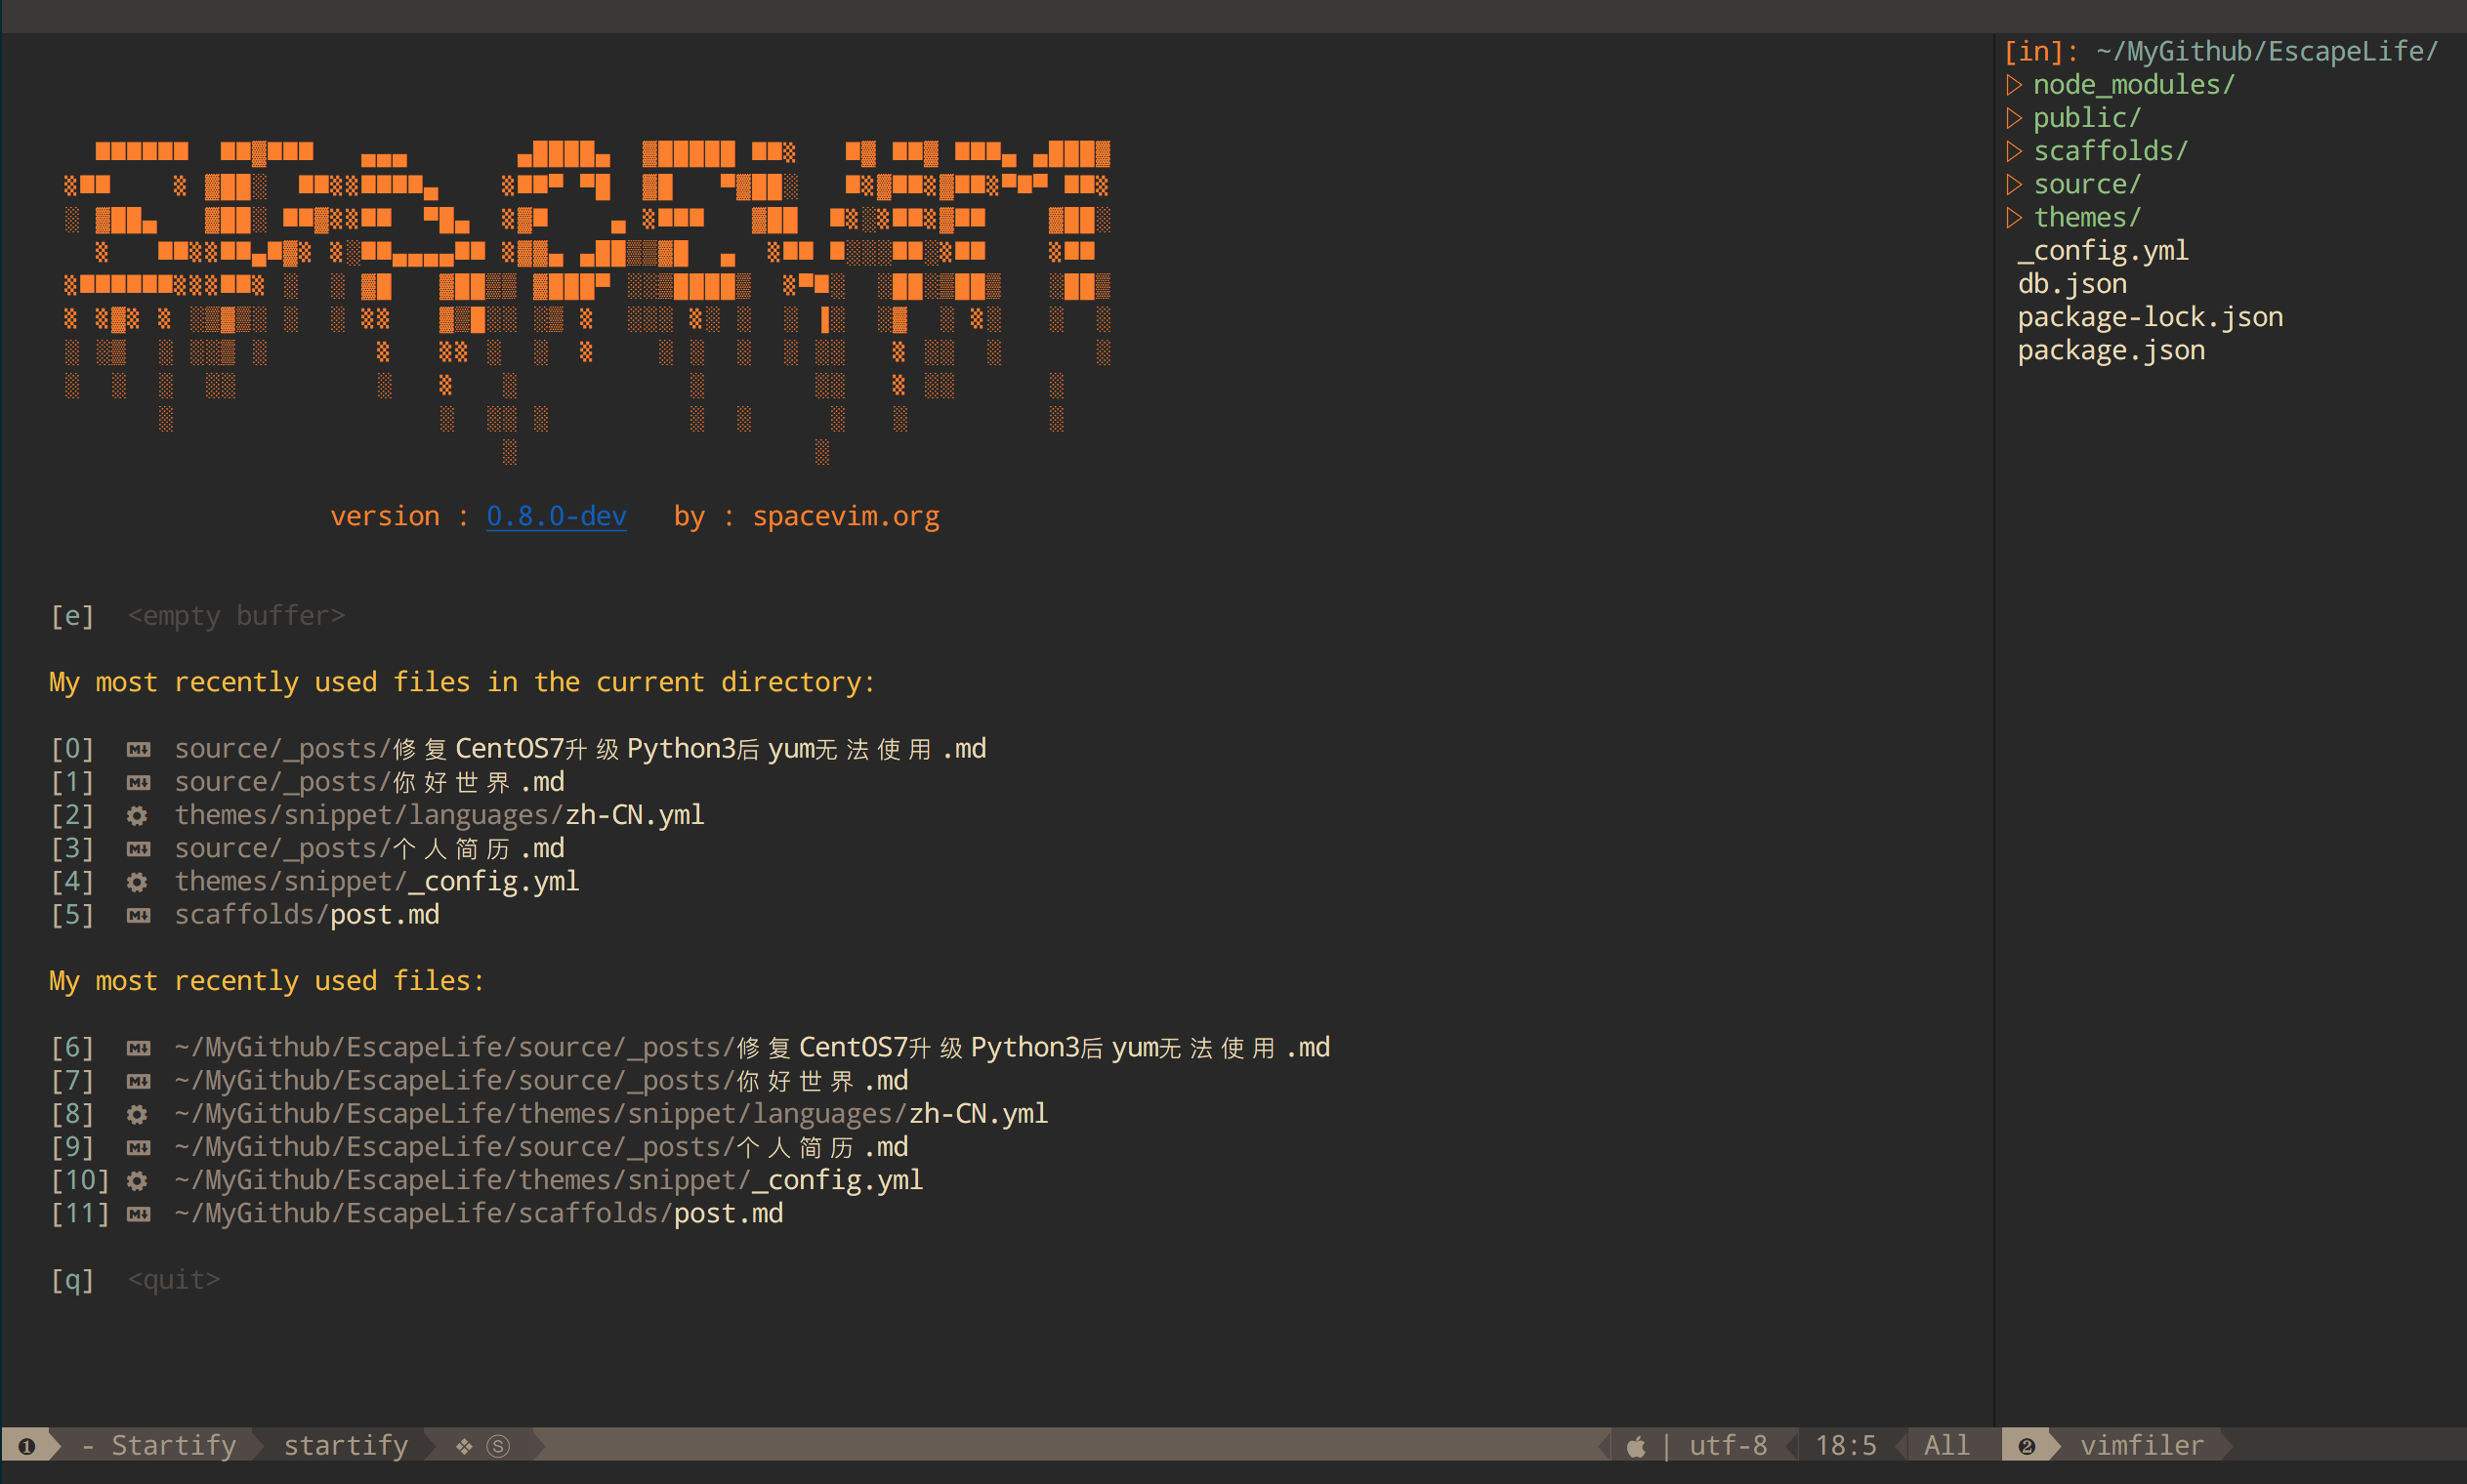 version : 0.8.0-dev   by : spacevim.org
[e]  <empty buffer>
My most recently used files in the current directory:
[0]  source/_posts/修复CentOS7升级Python3后yum无法使用.md
[1]  source/_posts/你好世界.md
[2]  themes/snippet/languages/zh-CN.yml
[3]  source/_posts/个人简历.md
[4]  themes/snippet/_config.yml
[5]  scaffolds/post.md
My most recently used files:
[6]  ~/MyGithub/EscapeLife/source/_posts/修复CentOS7升级Python3后yum无法使用.md
[7]  ~/MyGithub/EscapeLife/source/_posts/你好世界.md
[8]  ~/MyGithub/EscapeLife/themes/snippet/languages/zh-CN.yml
[9]  ~/MyGithub/EscapeLife/source/_posts/个人简历.md
[10] ~/MyGithub/EscapeLife/themes/snippet/_config.yml
[11] ~/MyGithub/EscapeLife/scaffolds/post.md
[q]  <quit>
[in]: ~/MyGithub/EscapeLife/
▷ node_modules/
▷ public/
▷ scaffolds/
▷ source/
▷ themes/
_config.yml
db.json
package-lock.json
package.json
❶ - Startify startify ❖ Ⓢ | utf-8 18:5 All ❷ vimfiler